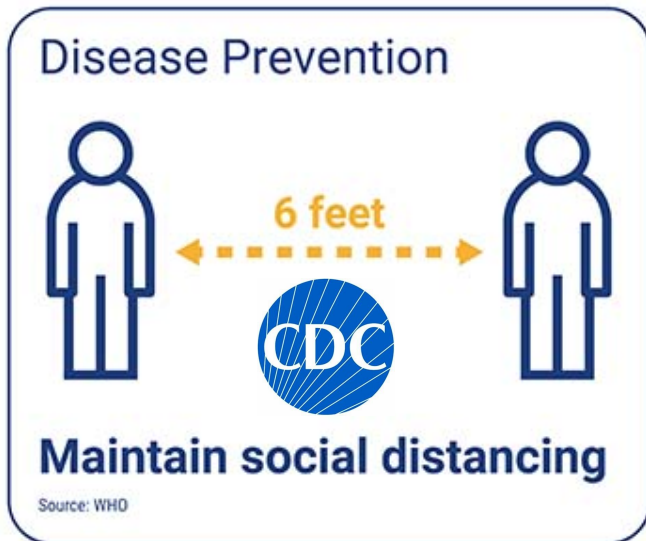 Disease Prevention
6 feet
CDC
Maintain social distancing
Source: WHO